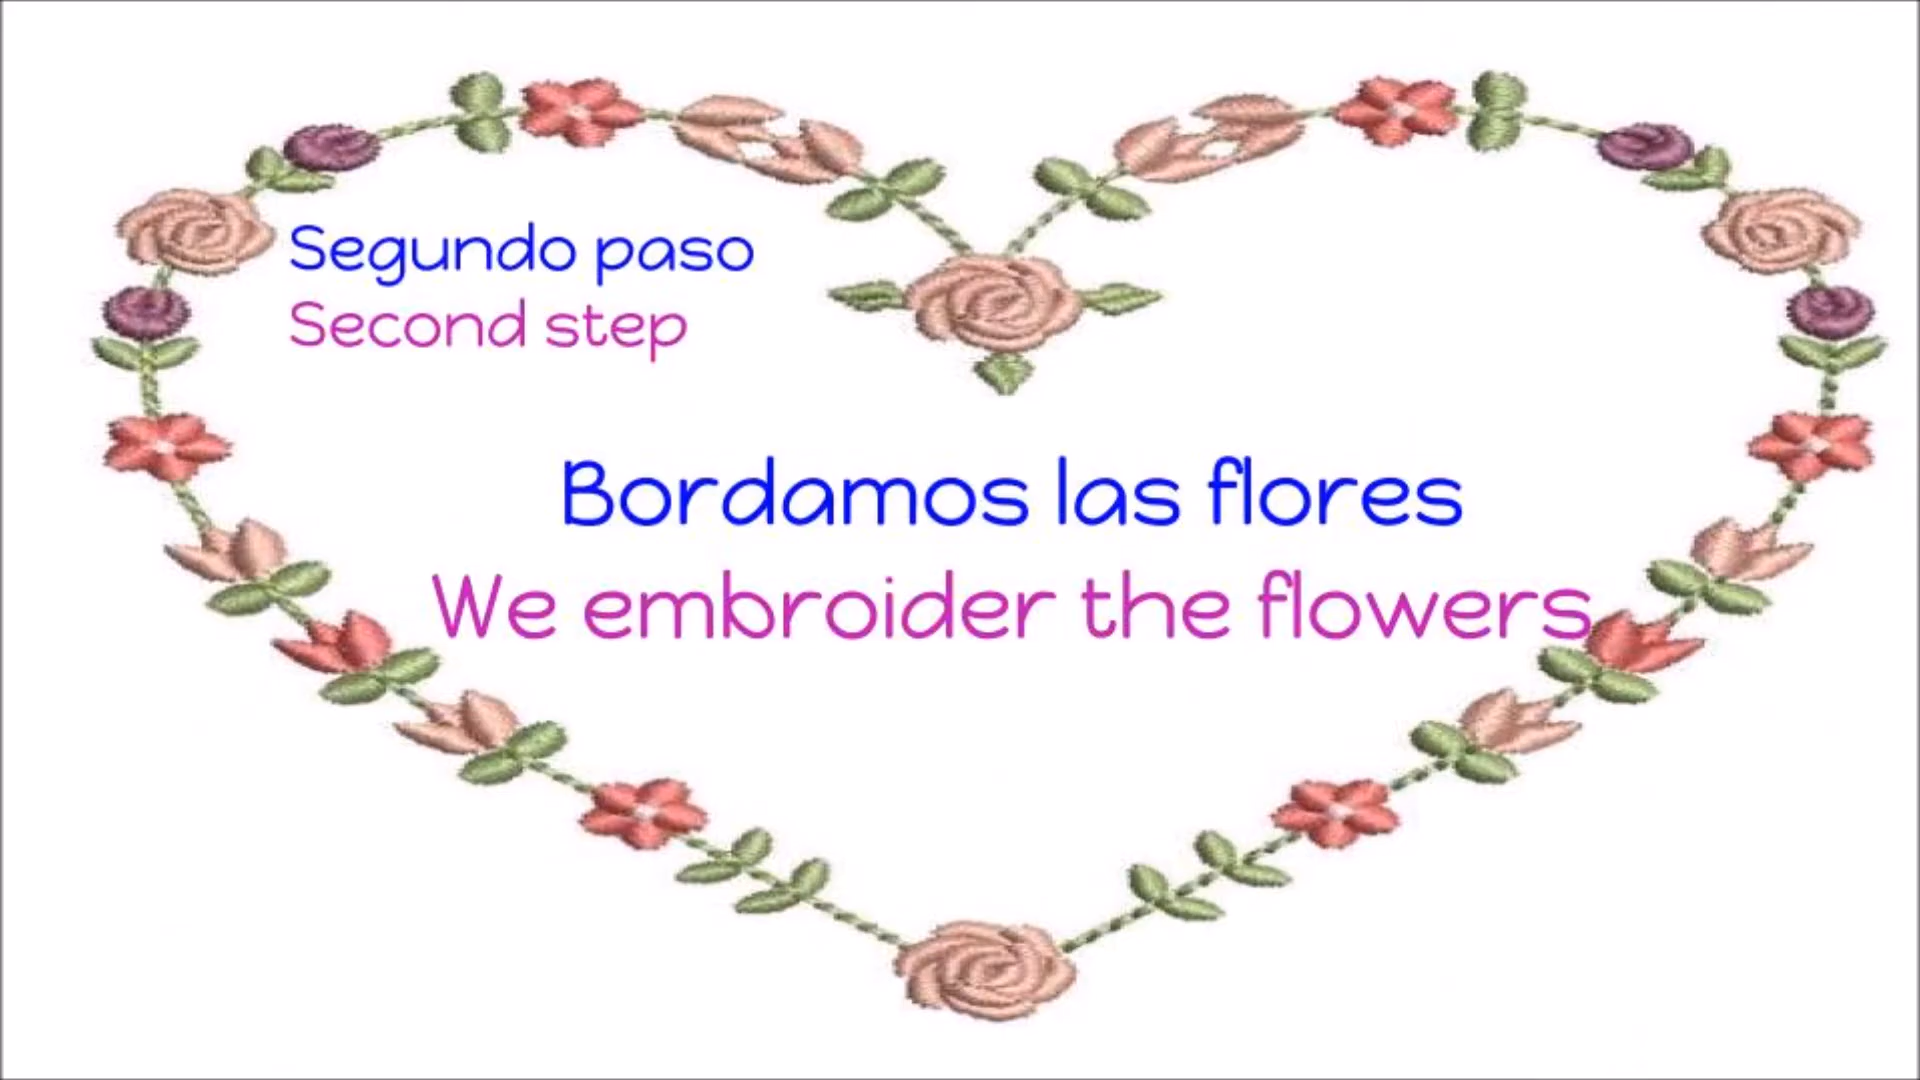 Segundo paso
Second step
Bordamos las flores
We embroider the flowers